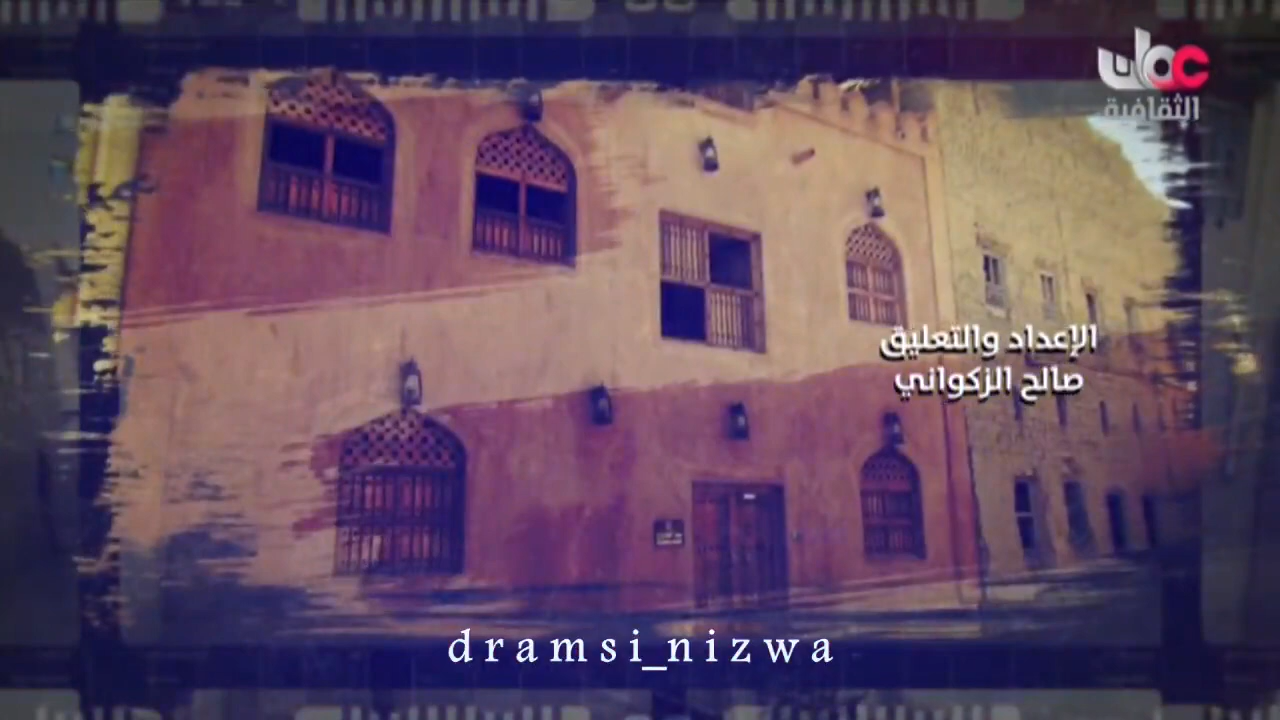 عمان
الثقافية
الإعداد والتعليق
صالح الزكواني
dramsi_nizwa